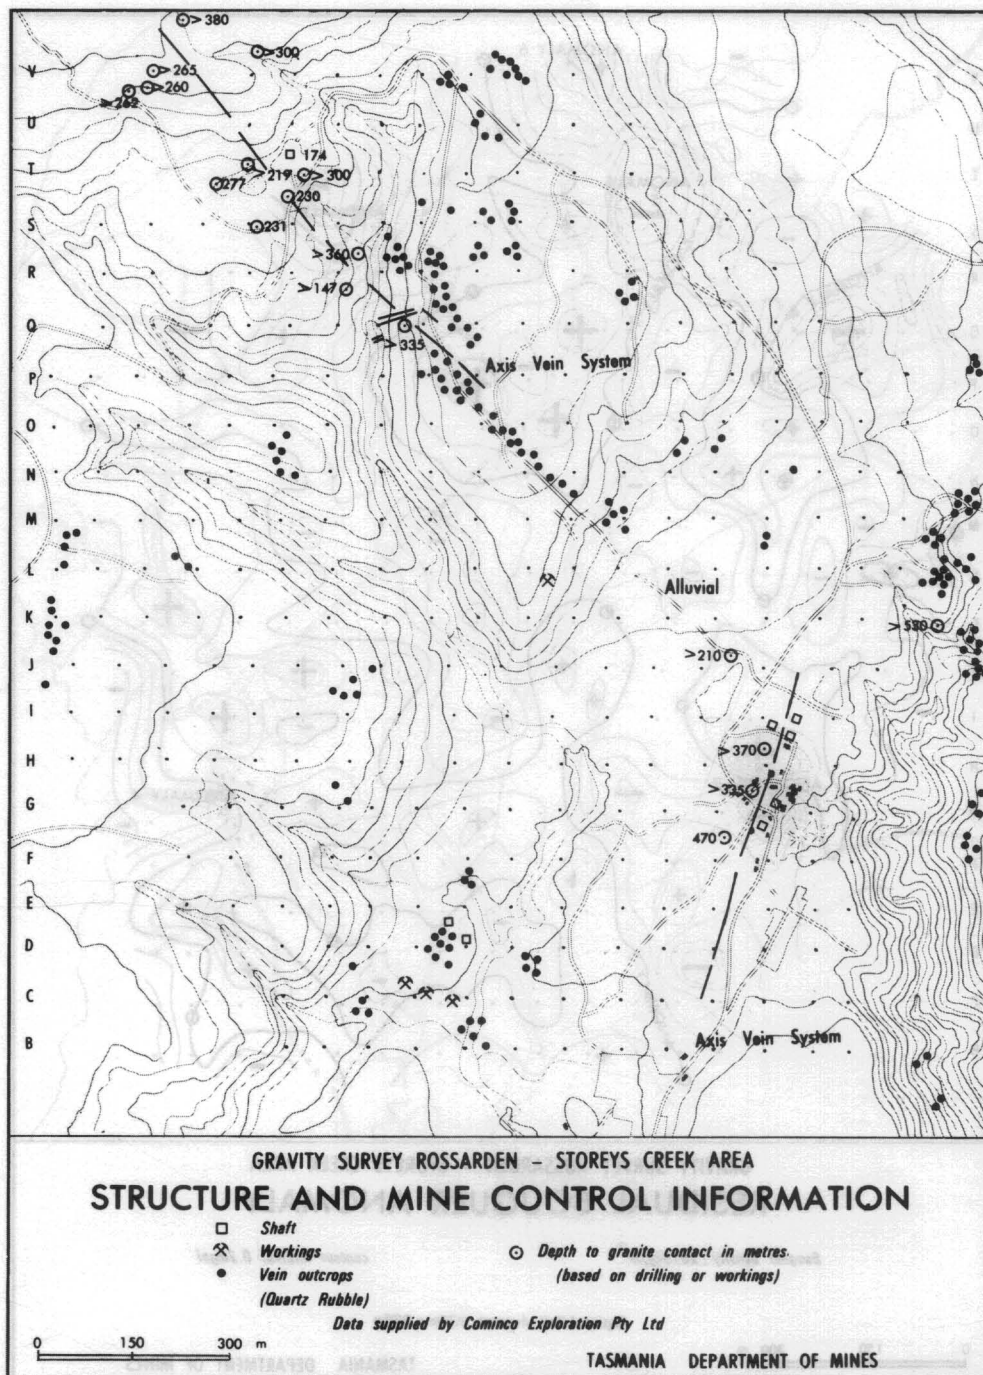 > 380
> 300
V
> 265
> 260
> 262
U
174
T
> 219
> 300
277
230
S
231
> 360
R
> 147
Q
> 335
Axis Vein System
P
O
N
M
L
Alluvial
K
> 580
J
> 210
I
> 370
H
> 335
G
470
F
E
D
C
Axis Vein System
B
GRAVITY SURVEY ROSSARDEN – STOREYS CREEK AREA
STRUCTURE AND MINE CONTROL INFORMATION
Shaft
Workings
Depth to granite contact in metres.
Vein outcrops
(based on drilling or workings)
(Quartz Rubble)
Data supplied by Cominco Exploration Pty Ltd
0 150 300 m
TASMANIA DEPARTMENT OF MINES